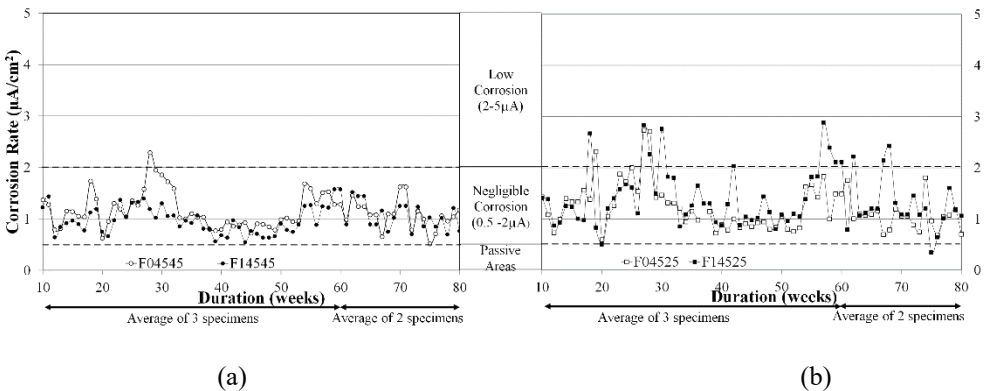 5
4
3
2
1
0
Corrosion Rate (µA/cm²)
F04545
F14545
10 20 30 40 50 60 70 80
Duration (weeks)
Average of 3 specimens
Average of 2 specimens
(a)
Low
Corrosion
(2-5µA)
Negligible
Corrosion
(0.5 -2µA)
Passive
Areas
5
4
3
2
1
0
F04525
F14525
10 20 30 40 50 60 70 80
Duration (weeks)
Average of 3 specimens
Average of 2 specimens
(b)